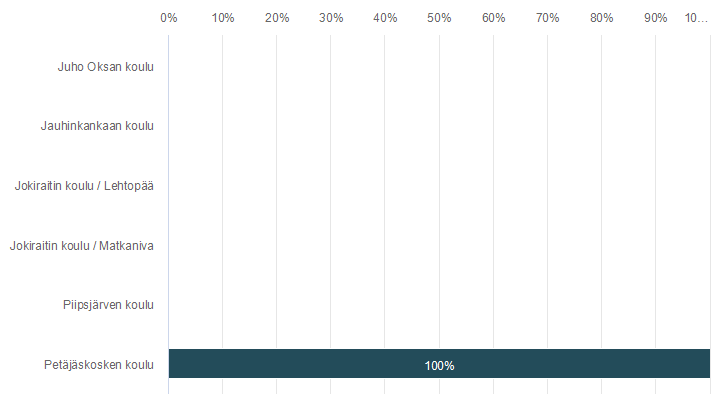 0% 10% 20% 30% 40% 50% 60% 70% 80% 90% 10...
Juho Oksan koulu
Jauhinkankaan koulu
Jokiraitin koulu / Lehtopää
Jokiraitin koulu / Matkaniva
Piipsjärven koulu
Petäjäskosken koulu 100%